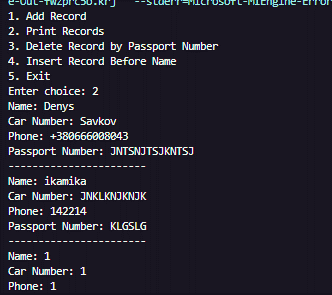 e-Out-fwzprc5o.krj" "--stderr=Microsoft-MIEngine-Error
1. Add Record
2. Print Records
3. Delete Record by Passport Number
4. Insert Record Before Name
5. Exit
Enter choice: 2
Name: Denys
Car Number: Savkov
Phone: +380666008043
Passport Number: JNTSNJTSJKNTSJ
-----------------------
Name: ikamika
Car Number: JNKLKNJKNJK
Phone: 142214
Passport Number: KLGSLG
-----------------------
Name: 1
Car Number: 1
Phone: 1